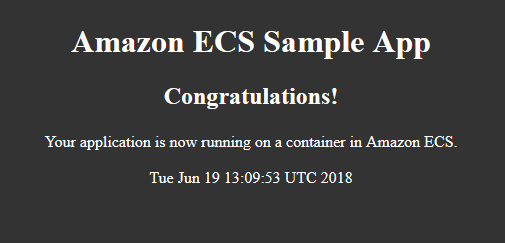 Amazon ECS Sample App
Congratulations!
Your application is now running on a container in Amazon ECS.
Tue Jun 19 13:09:53 UTC 2018